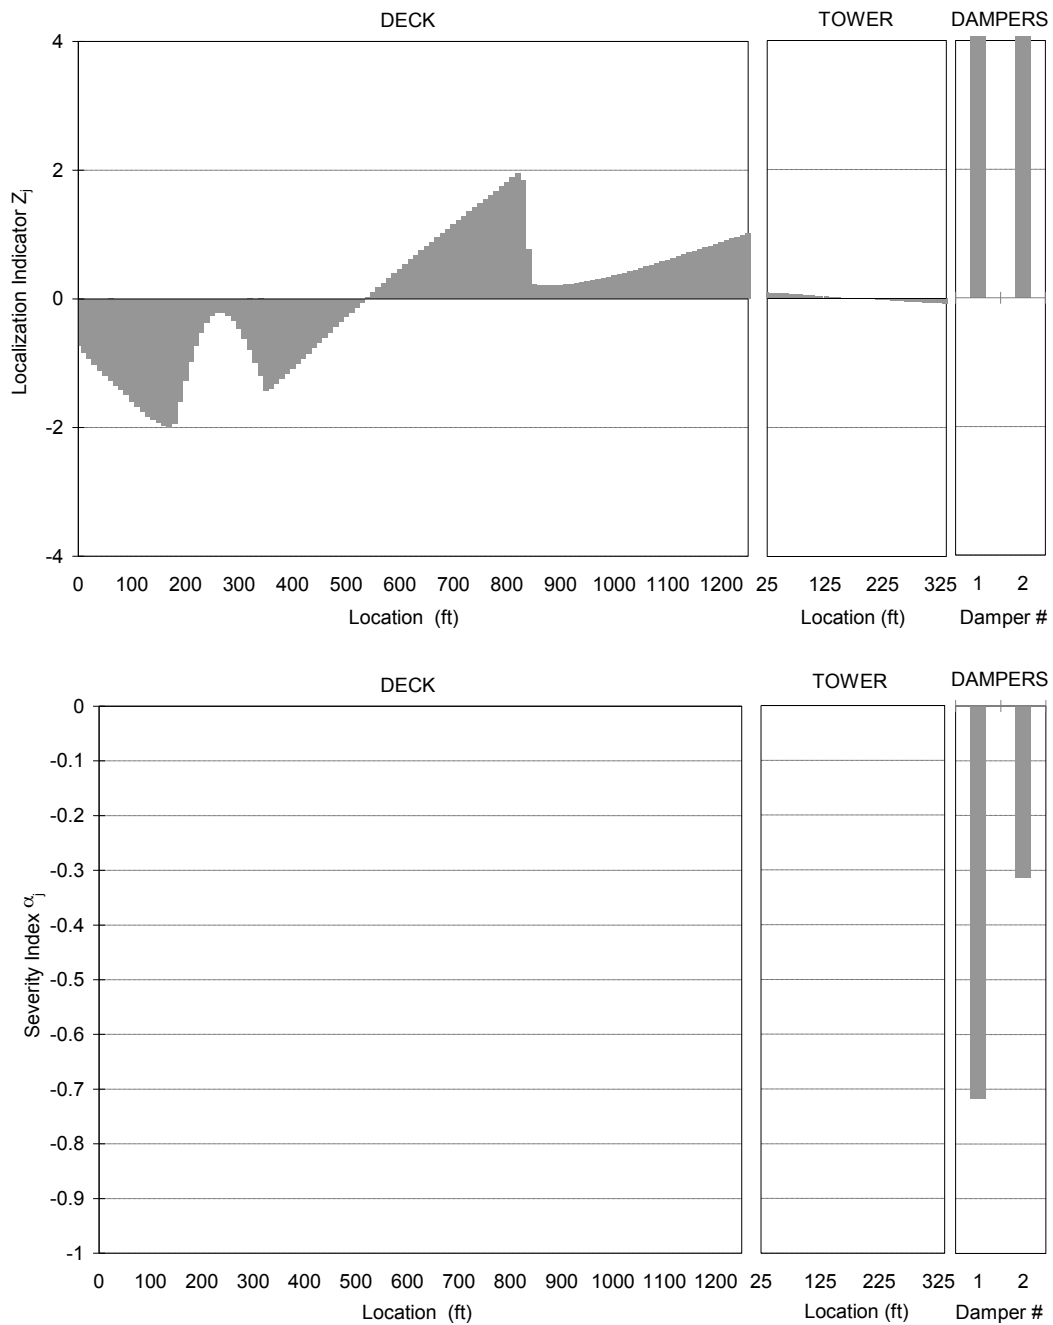 DECK TOWER DAMPERS
4
2
0
-2
-4
Localization Indicator Zj
0 100 200 300 400 500 600 700 800 900 1000 1100 1200 25 125 225 325 1 2
Location (ft) Location (ft) Damper #
DECK TOWER DAMPERS
0
-0.1
-0.2
-0.3
-0.4
-0.5
-0.6
-0.7
-0.8
-0.9
-1
Severity Index αj
0 100 200 300 400 500 600 700 800 900 1000 1100 1200 25 125 225 325 1 2
Location (ft) Location (ft) Damper #